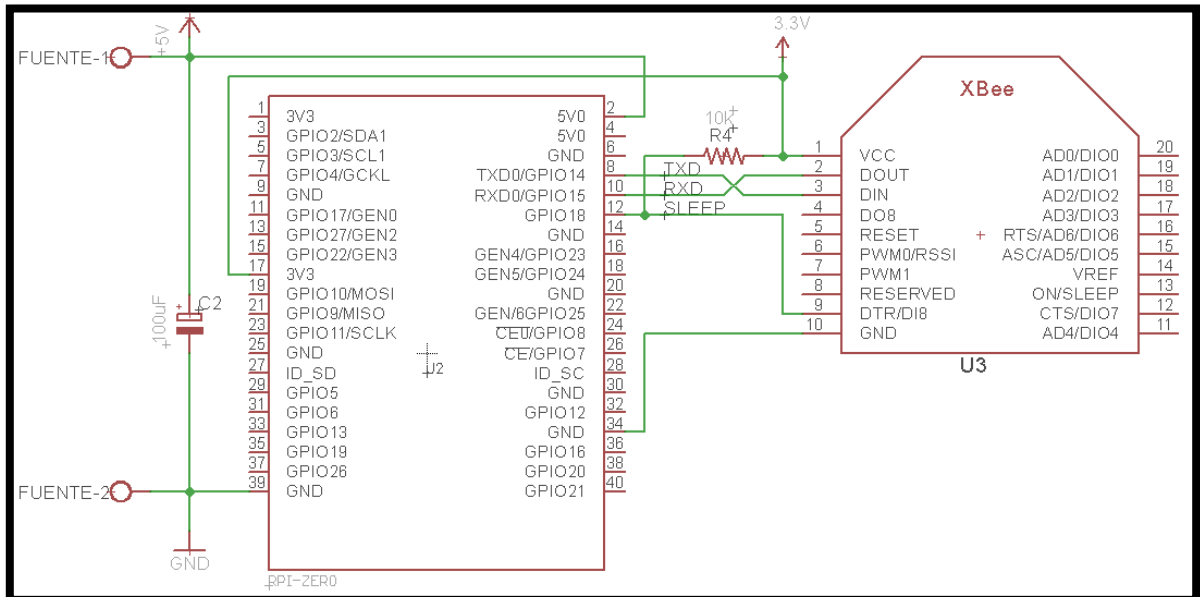 +5V
3.3V
FUENTE-1
XBee
1 3V3 5V0 2
3 GPIO2/SDA1 5V0 4
5 GPIO3/SCL1 GND 6
7 GPIO4/GCKL TXD0/GPIO14 8
9 GND RXD0/GPIO15 10
11 GPIO17/GEN0 GPIO18 12
13 GPIO27/GEN2 GND 14
15 GPIO22/GEN3 GEN4/GPIO23 16
17 3V3 GEN5/GPIO24 18
19 GPIO10/MOSI GND 20
21 GPIO9/MISO GEN/6GPIO25 22
23 GPIO11/SCLK CE0/GPIO8 24
25 GND CE/GPIO7 26
27 ID_SD ID_SC 28
29 GPIO5 GND 30
31 GPIO6 GPIO12 32
33 GPIO13 GND 34
35 GPIO19 GPIO16 36
37 GPIO26 GPIO20 38
39 GND GPIO21 40
U2
RPI-ZERO
10K
R4
TXD
RXD
SLEEP
1 VCC AD0/DIO0 20
2 DOUT AD1/DIO1 19
3 DIN AD2/DIO2 18
4 DO8 AD3/DIO3 17
5 RESET RTS/AD6/DIO6 16
6 PWM0/RSSI ASC/AD5/DIO5 15
7 PWM1 VREF 14
8 RESERVED ON/SLEEP 13
9 DTR/DI8 CTS/DIO7 12
10 GND AD4/DIO4 11
U3
C2
100uF
FUENTE-2
GND